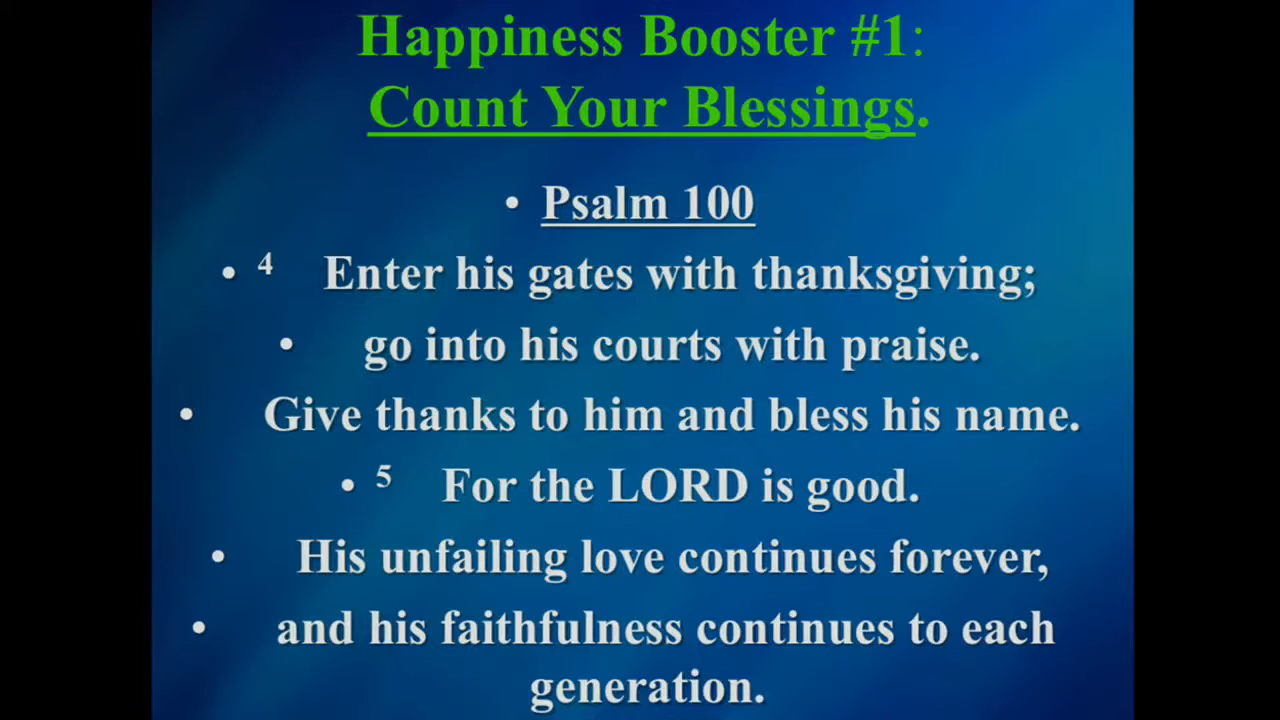 Happiness Booster #1:
Count Your Blessings.
• Psalm 100
• 4 Enter his gates with thanksgiving;
• go into his courts with praise.
• Give thanks to him and bless his name.
• 5 For the LORD is good.
• His unfailing love continues forever,
• and his faithfulness continues to each
generation.